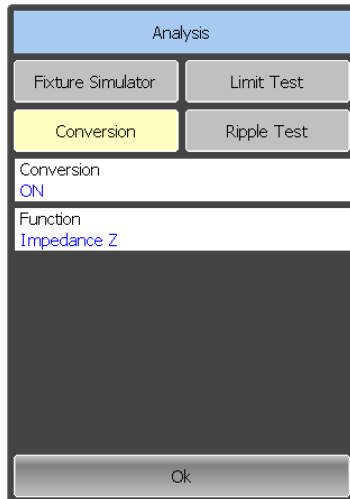 Analysis
Fixture Simulator
Limit Test
Conversion
Ripple Test
Conversion
ON
Function
Impedance Z
Ok